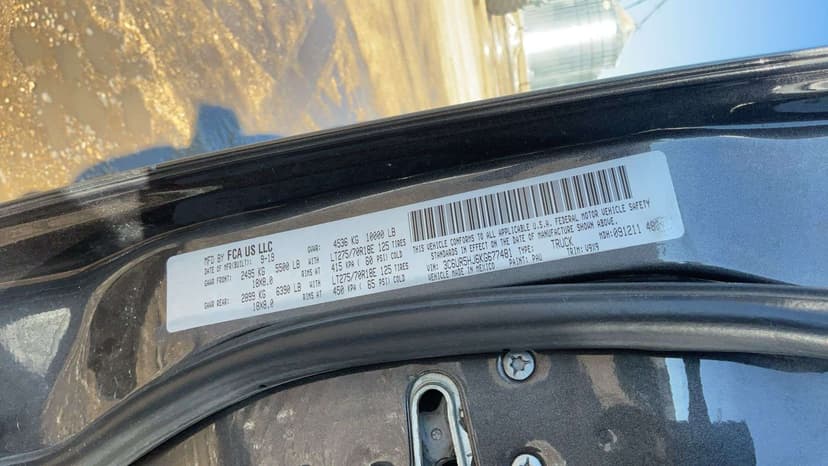 MFD BY FCA US LLC GVWR: 4536 KG 10000 LB
DATE OF MFR 9-19
GAWR FRONT: 2495 KG 5500 LB WITH LT275/70R18E 125 TIRES
18X8.0 RIMS AT 415 KPA ( 60 PSI) COLD
GAWR REAR: 2899 KG 6390 LB WITH LT275/70R18E 125 TIRES
18X8.0 RIMS AT 450 KPA ( 65 PSI) COLD
THIS VEHICLE CONFORMS TO ALL APPLICABLE U.S.A. FEDERAL MOTOR VEHICLE SAFETY
STANDARDS IN EFFECT ON THE DATE OF MANUFACTURE SHOWN ABOVE.
VIN: 3C6UR5HJ6KG677481 TYPE: TRUCK
MADE IN MEXICO PAINT: PAU TRIM: V9X9 MDH: 091211